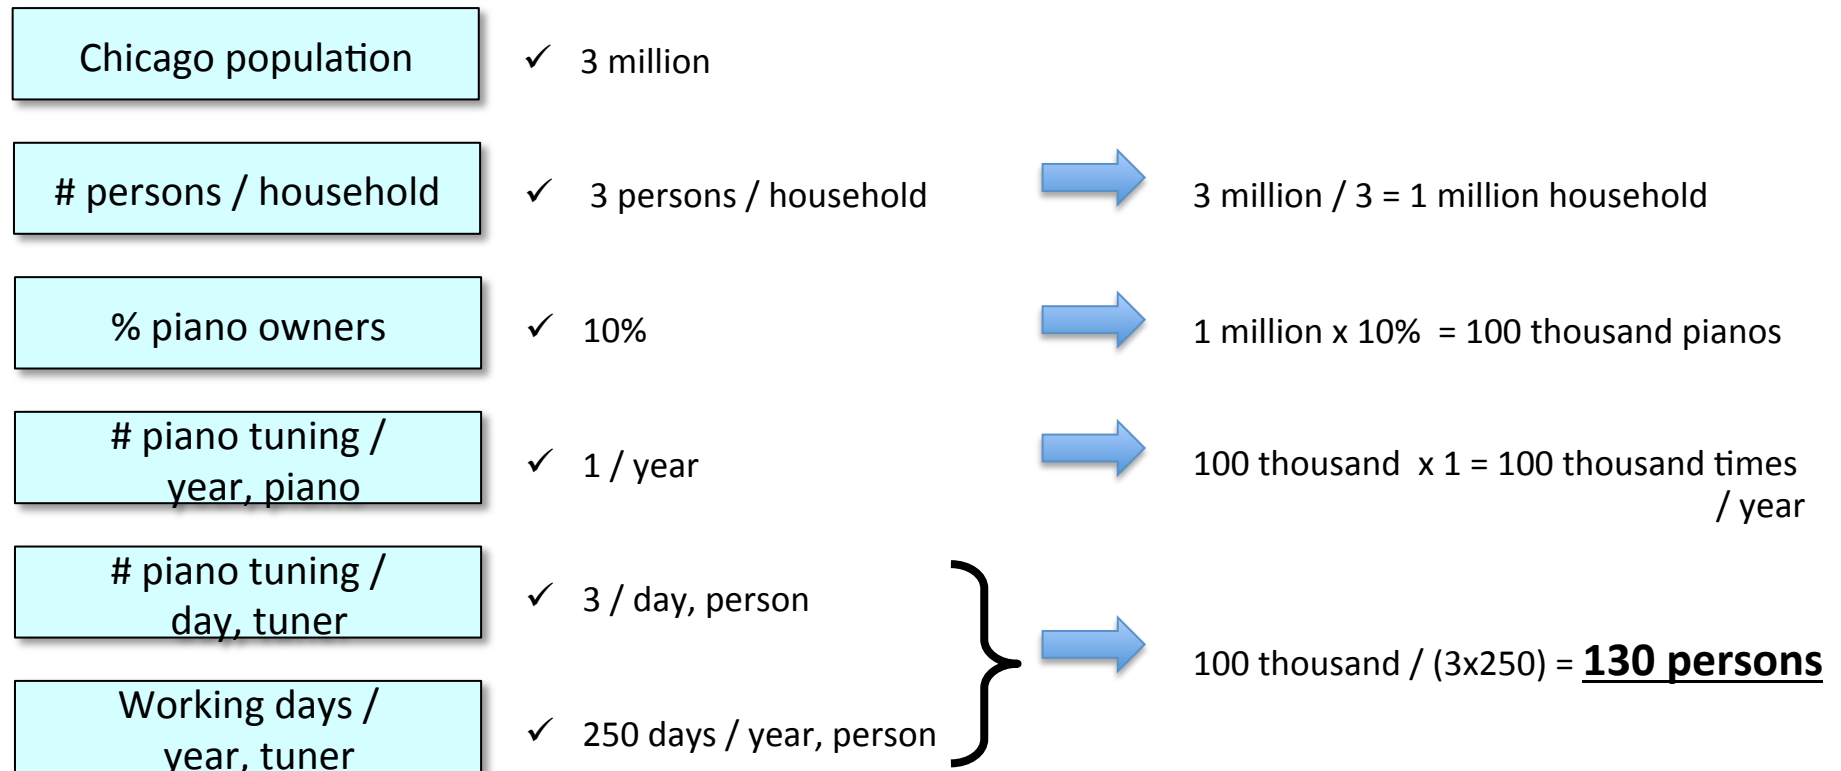 Chicago population
✓ 3 million
# persons / household
✓ 3 persons / household
3 million / 3 = 1 million household
% piano owners
✓ 10%
1 million x 10% = 100 thousand pianos
# piano tuning /
year, piano
✓ 1 / year
100 thousand x 1 = 100 thousand times
/ year
# piano tuning /
day, tuner
✓ 3 / day, person
100 thousand / (3x250) = 130 persons
Working days /
year, tuner
✓ 250 days / year, person